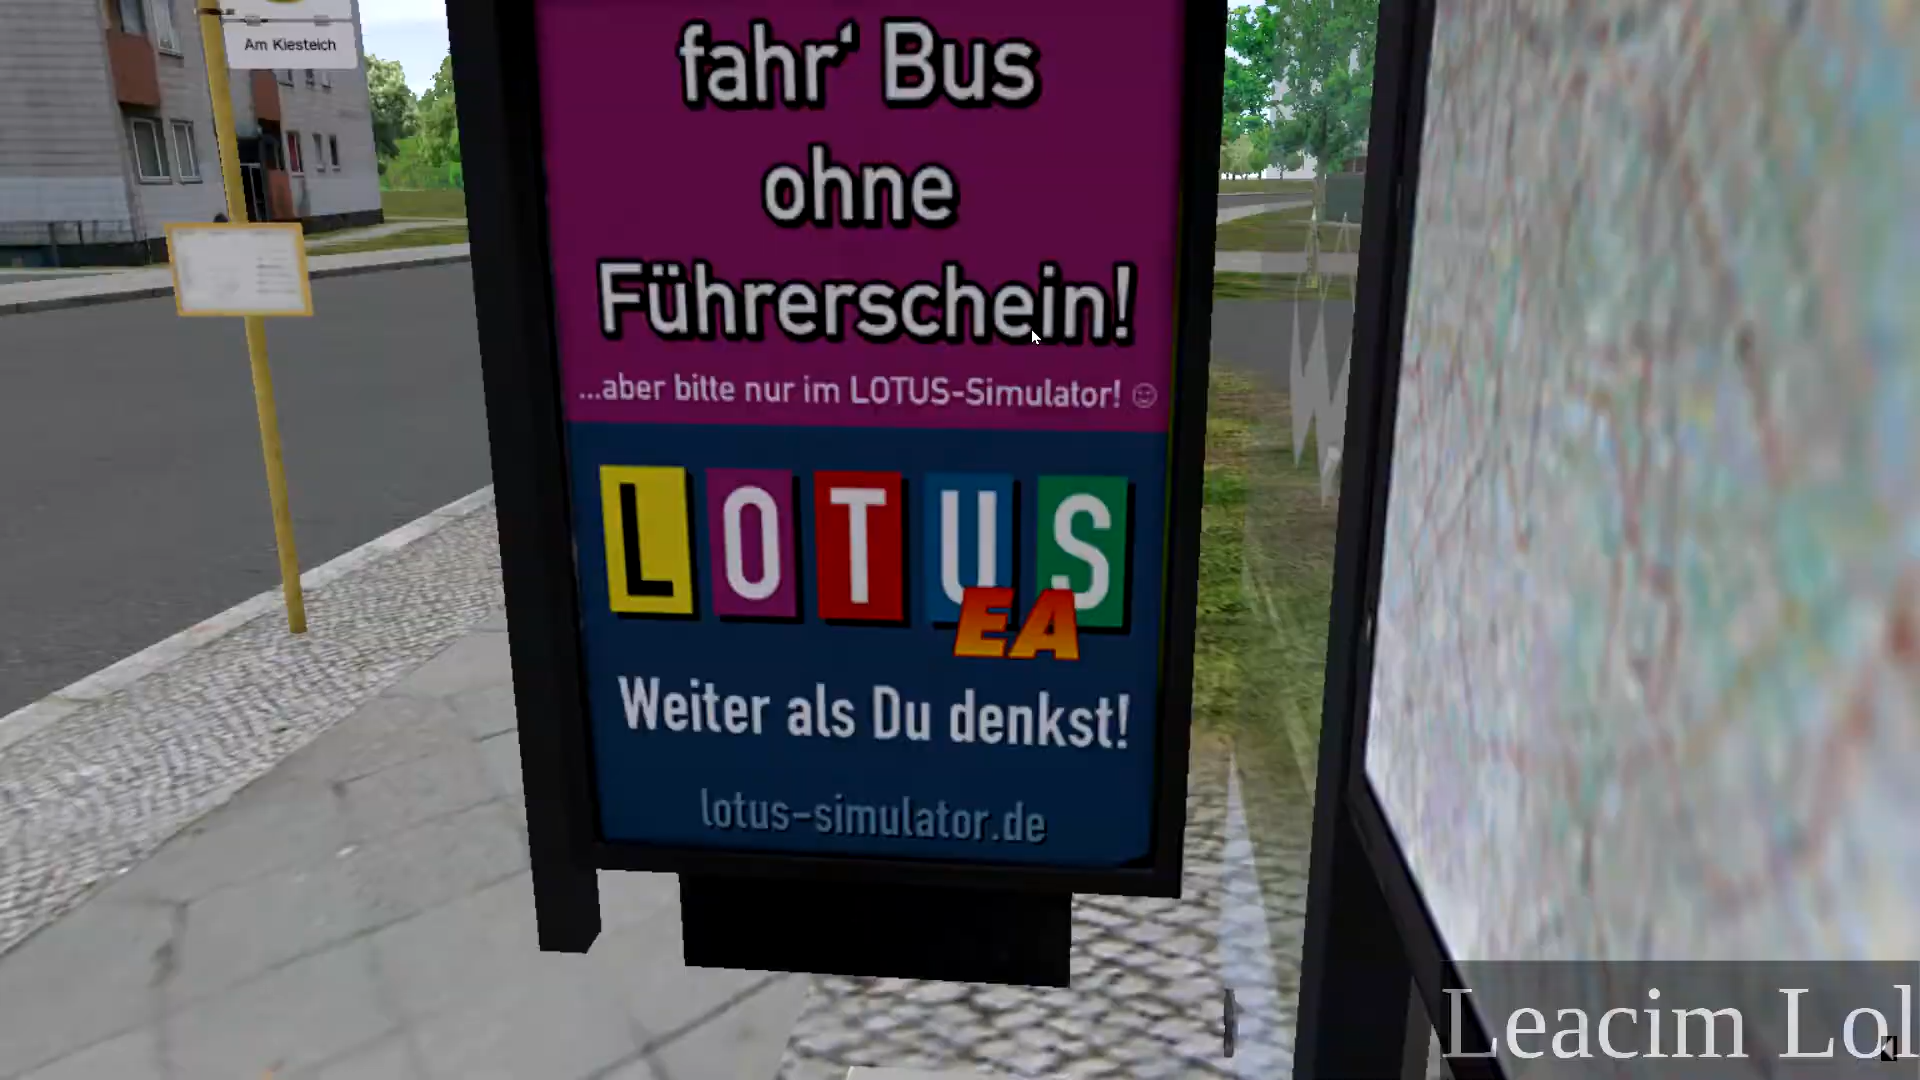 Am Kiesteich
fahr‘ Bus
ohne
Führerschein!
...aber bitte nur im LOTUS-Simulator! ☺
LOTUS
EA
Weiter als Du denkst!
lotus-simulator.de
Leacim Lol